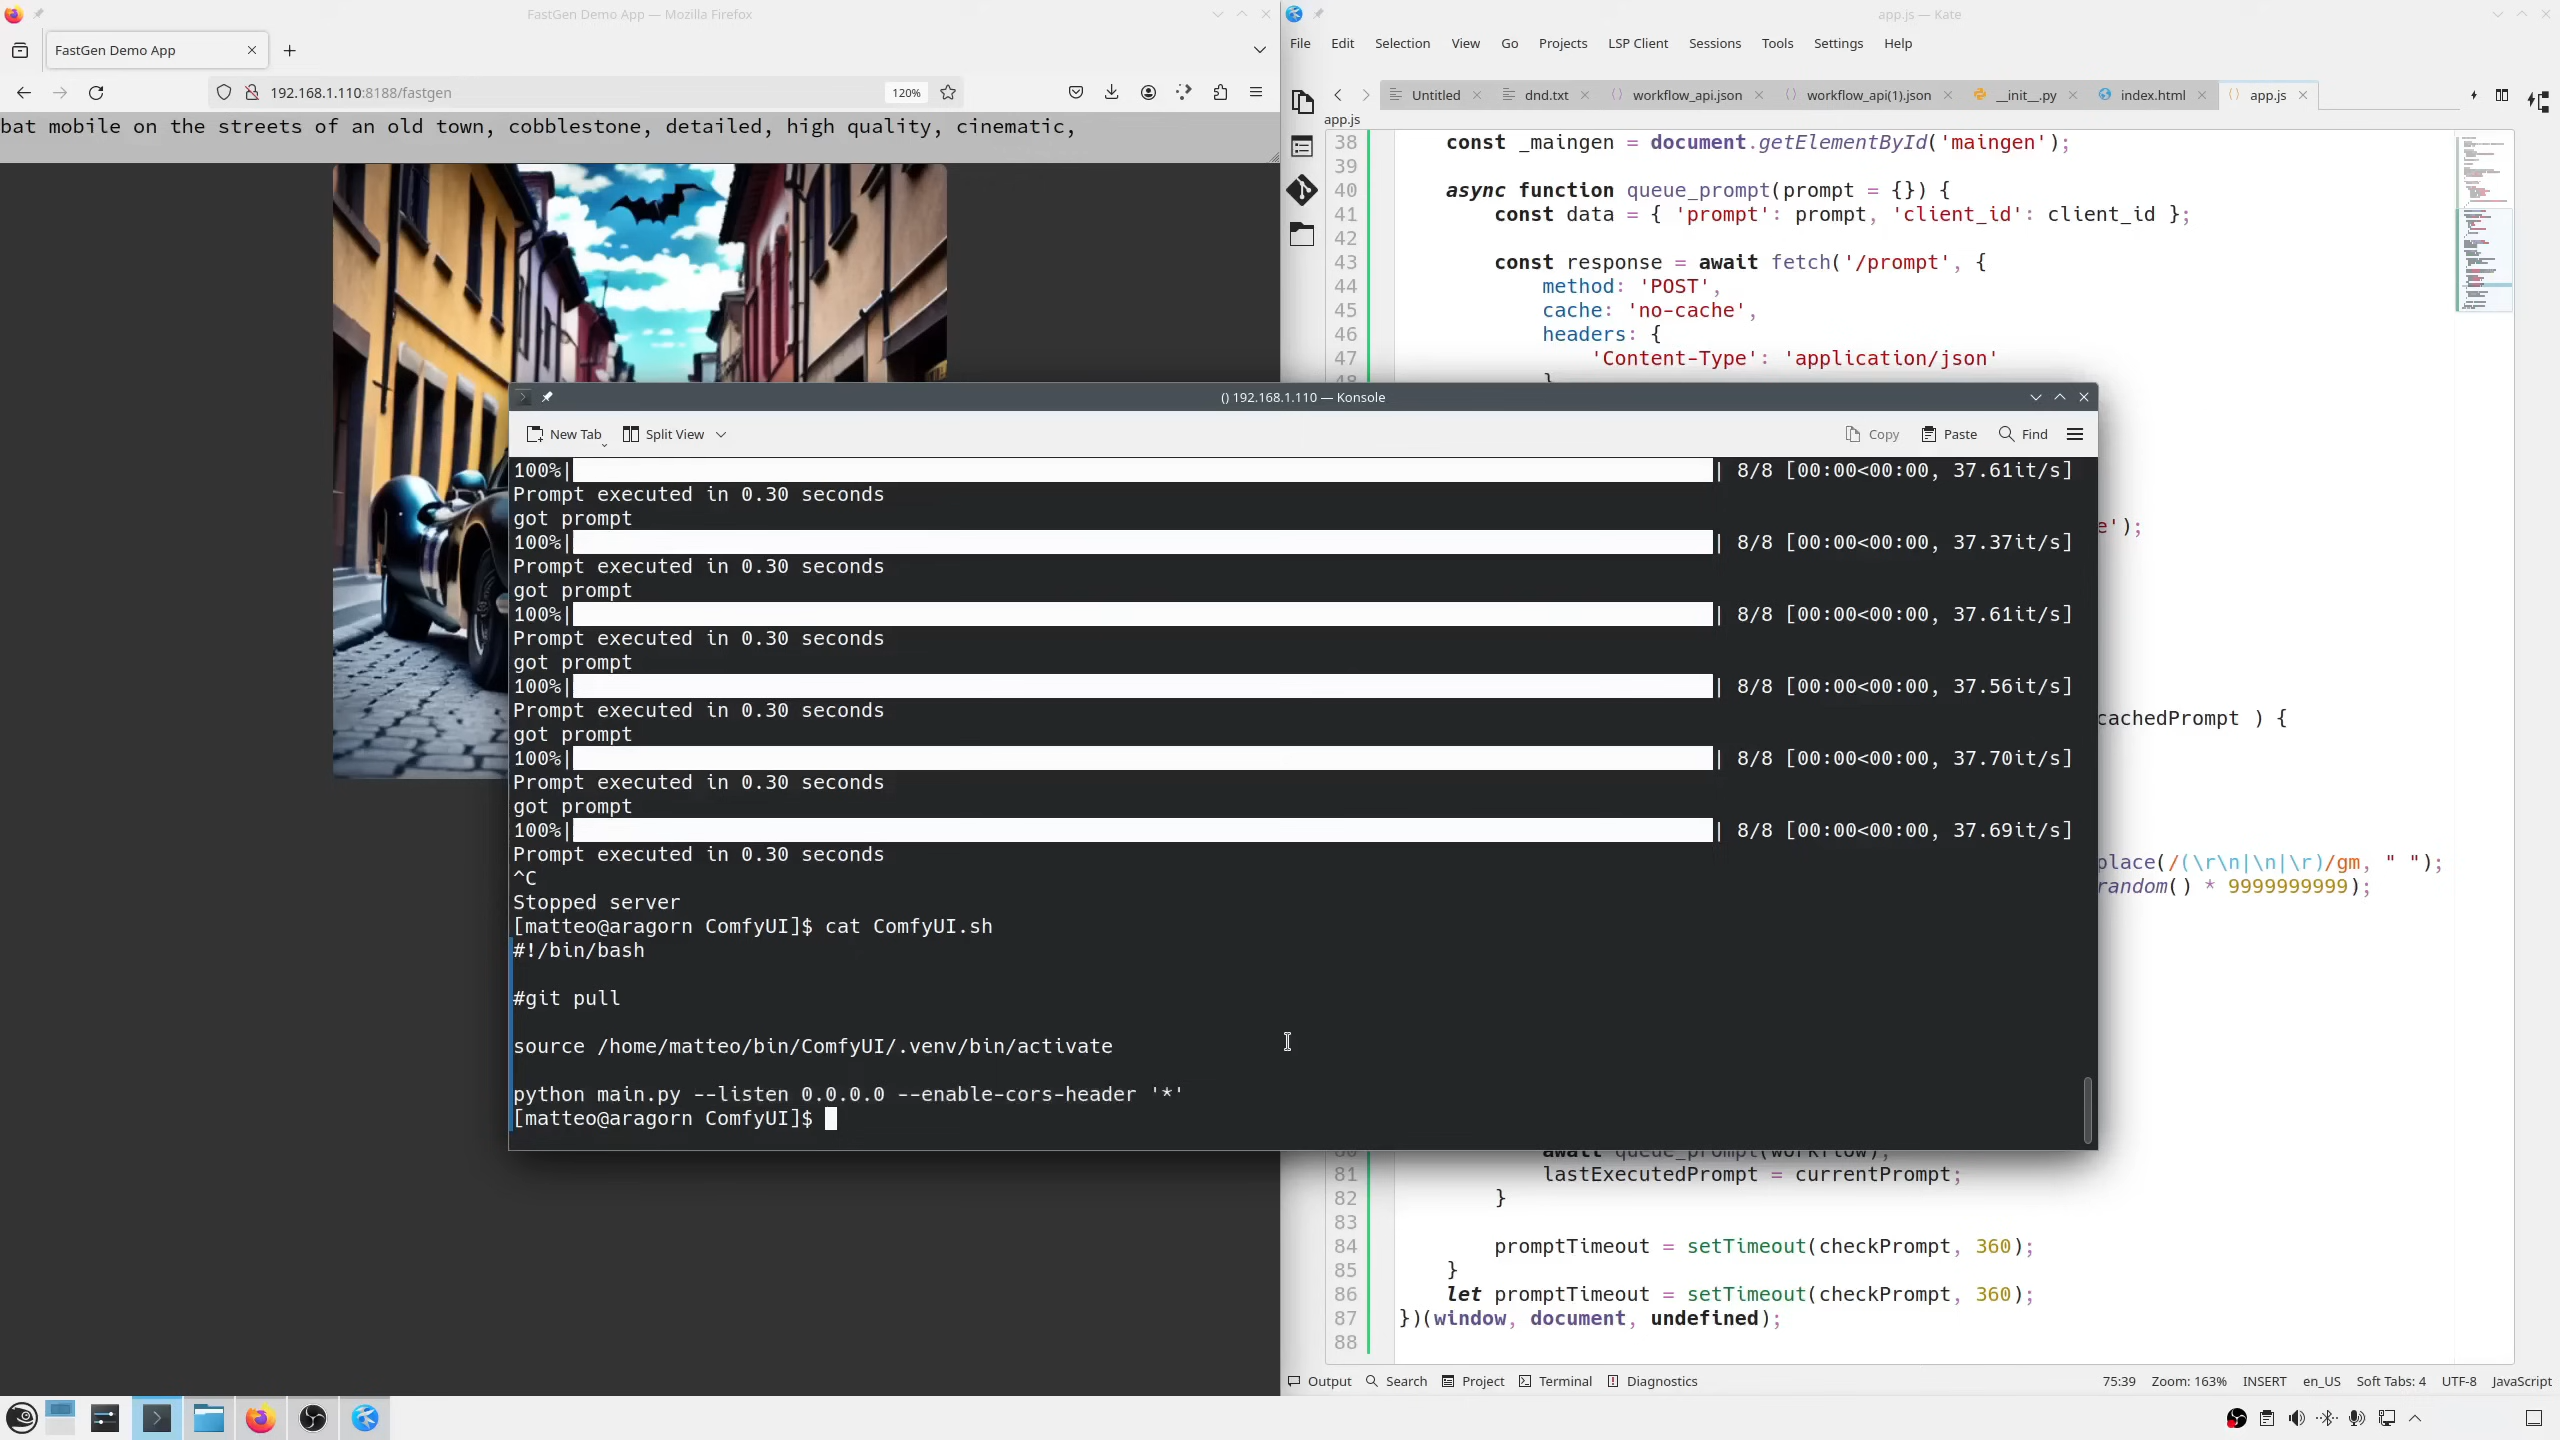 FastGen Demo App — Mozilla Firefox
FastGen Demo App
192.168.1.110:8188/fastgen
120%
bat mobile on the streets of an old town, cobblestone, detailed, high quality, cinematic,
app.js — Kate
File Edit Selection View Go Projects LSP Client Sessions Tools Settings Help
Untitled dnd.txt workflow_api.json workflow_api(1).json __init__.py index.html app.js
app.js
38 const _maingen = document.getElementById('maingen');
39
40 async function queue_prompt(prompt = {}) {
41 const data = { 'prompt': prompt, 'client_id': client_id };
42
43 const response = await fetch('/prompt', {
44 method: 'POST',
45 cache: 'no-cache',
46 headers: {
47 'Content-Type': 'application/json'
48 }
e');
cachedPrompt ) {
place(/(\r\n|\n|\r)/gm, " ");
random() * 9999999999);
80 await queue_prompt(workflow);
81 lastExecutedPrompt = currentPrompt;
82 }
83
84 promptTimeout = setTimeout(checkPrompt, 360);
85 }
86 let promptTimeout = setTimeout(checkPrompt, 360);
87 })(window, document, undefined);
88
Output Search Project Terminal Diagnostics
75:39 Zoom: 163% INSERT en_US Soft Tabs: 4 UTF-8 JavaScript
() 192.168.1.110 — Konsole
New Tab Split View Copy Paste Find
100%| | 8/8 [00:00<00:00, 37.61it/s]
Prompt executed in 0.30 seconds
got prompt
100%| | 8/8 [00:00<00:00, 37.37it/s]
Prompt executed in 0.30 seconds
got prompt
100%| | 8/8 [00:00<00:00, 37.61it/s]
Prompt executed in 0.30 seconds
got prompt
100%| | 8/8 [00:00<00:00, 37.56it/s]
Prompt executed in 0.30 seconds
got prompt
100%| | 8/8 [00:00<00:00, 37.70it/s]
Prompt executed in 0.30 seconds
got prompt
100%| | 8/8 [00:00<00:00, 37.69it/s]
Prompt executed in 0.30 seconds
^C
Stopped server
[matteo@aragorn ComfyUI]$ cat ComfyUI.sh
#!/bin/bash
#git pull
source /home/matteo/bin/ComfyUI/.venv/bin/activate
python main.py --listen 0.0.0.0 --enable-cors-header '*'
[matteo@aragorn ComfyUI]$